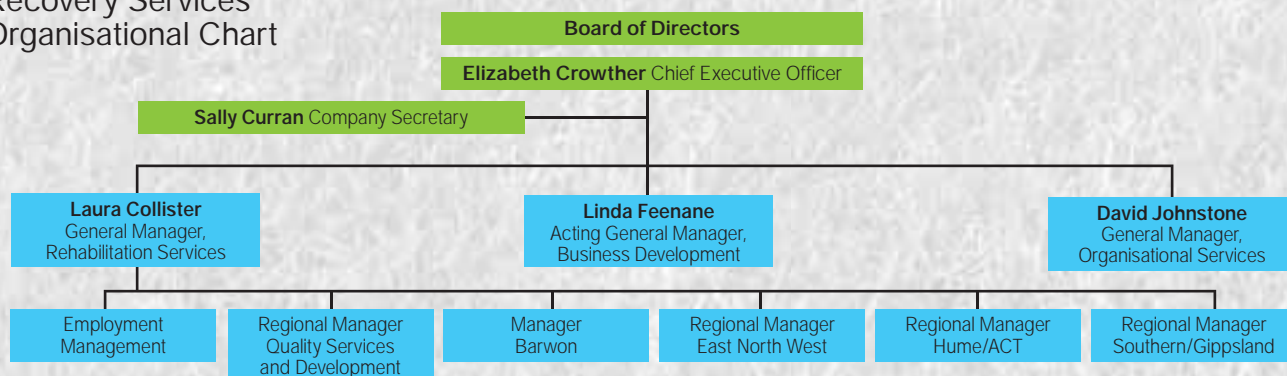 Recovery Services
Organisational Chart
Board of Directors
Elizabeth Crowther Chief Executive Officer
Sally Curran Company Secretary
Laura Collister
General Manager,
Rehabilitation Services
Linda Feenane
Acting General Manager,
Business Development
David Johnstone
General Manager,
Organisational Services
Employment
Management
Regional Manager
Quality Services
and Development
Manager
Barwon
Regional Manager
East North West
Regional Manager
Hume/ACT
Regional Manager
Southern/Gippsland